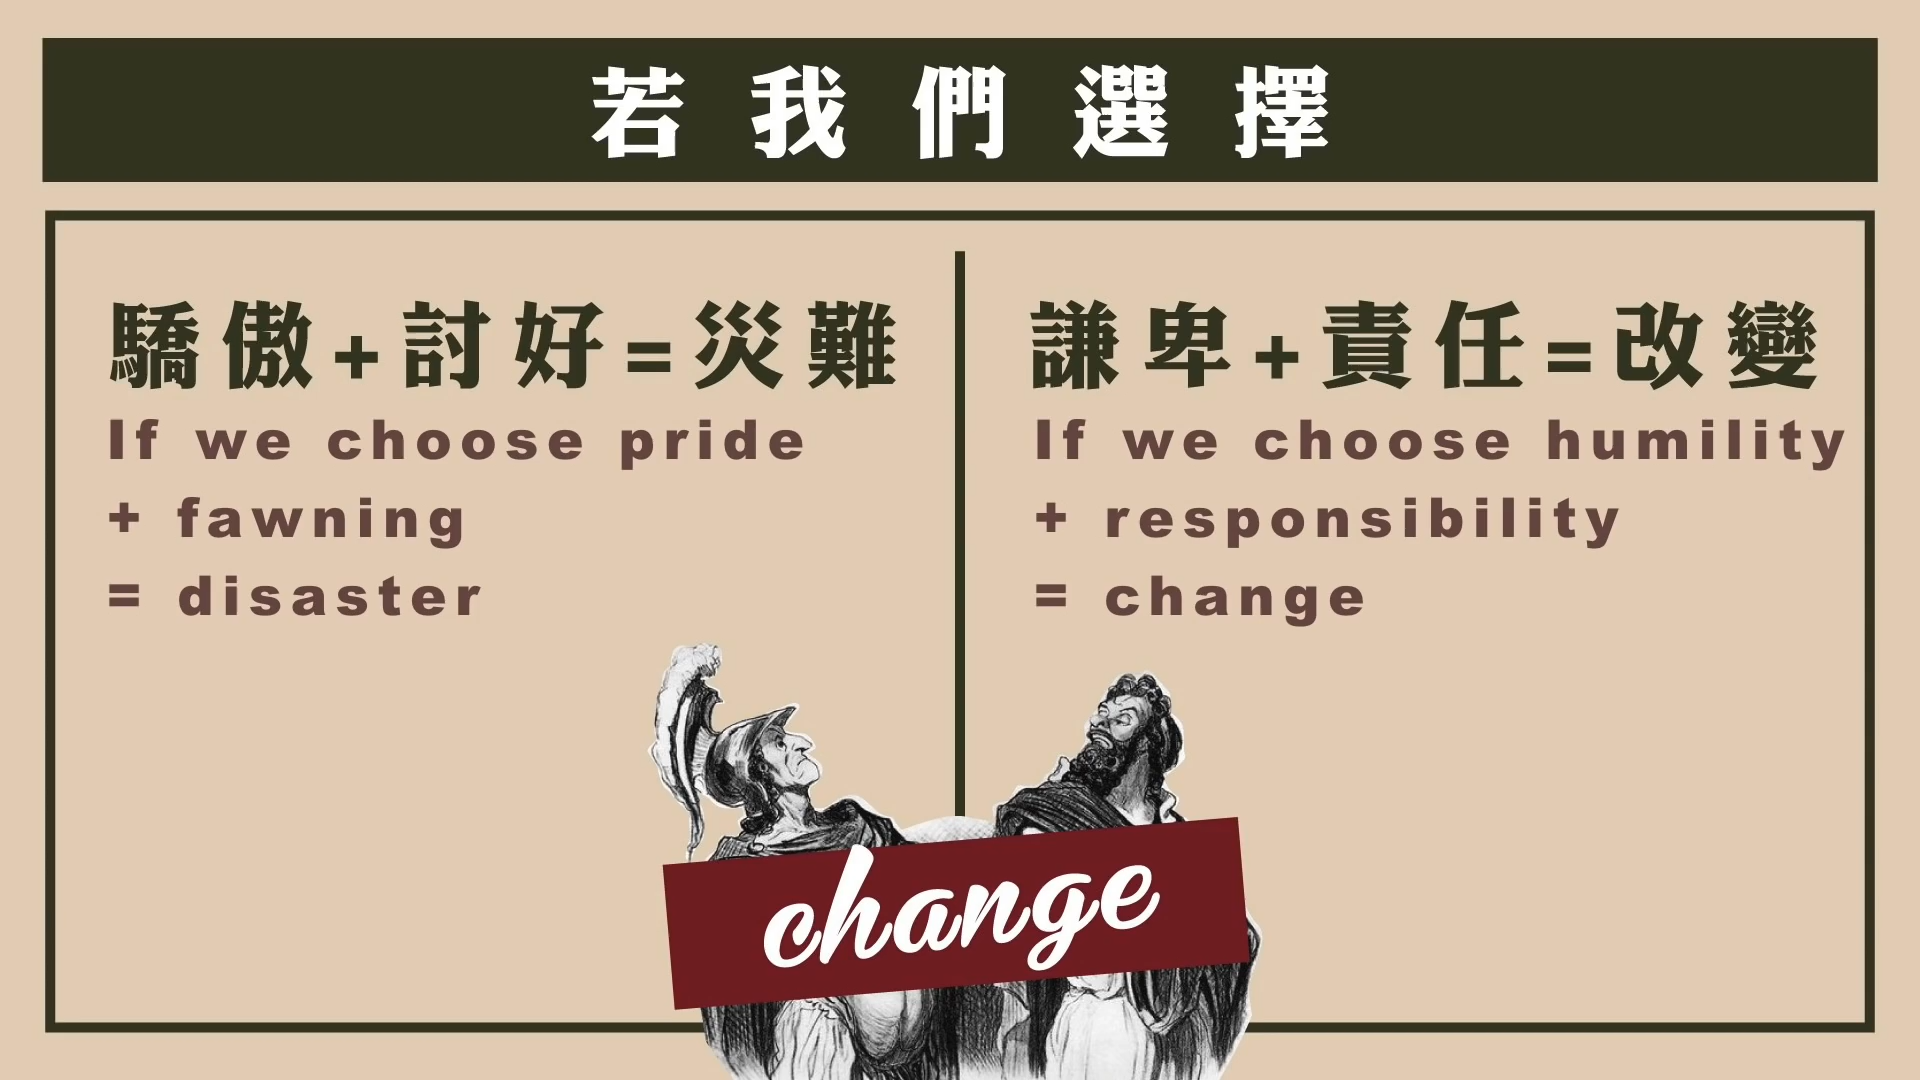 若我們選擇
驕傲+討好=災難
If we choose pride
+ fawning
= disaster
謙卑+責任=改變
If we choose humility
+ responsibility
= change
change